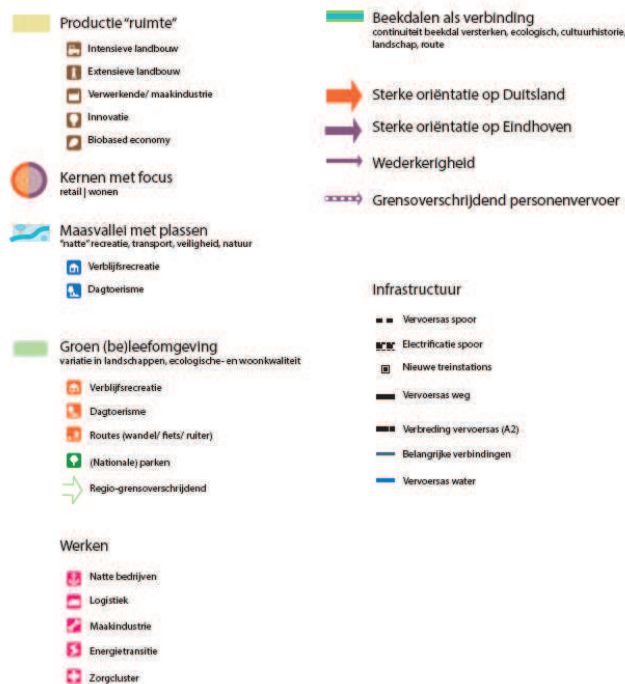 Productie "ruimte"
Intensieve landbouw
Extensieve landbouw
Verwerkende/ maakindustrie
Innovatie
Biobased economy
Kernen met focus
retail | wonen
Maasvallei met plassen
"natte" recreatie, transport, veiligheid, natuur
Verblijfsrecreatie
Dagtoerisme
Groen (be)leefomgeving
variatie in landschappen, ecologische- en woonkwaliteit
Verblijfsrecreatie
Dagtoerisme
Routes (wandel/ fiets/ ruiter)
(Nationale) parken
Regio-grensoverschrijdend
Werken
Natte bedrijven
Logistiek
Maakindustrie
Energietransitie
Zorgcluster
Beekdalen als verbinding
continuïteit beekdal versterken, ecologisch, cultuurhistorie,
landschap, route
Sterke oriëntatie op Duitsland
Sterke oriëntatie op Eindhoven
Wederkerigheid
Grensoverschrijdend personenvervoer
Infrastructuur
Vervoersas spoor
Electrificatie spoor
Nieuwe treinstations
Vervoersas weg
Verbreding vervoersas (A2)
Belangrijke verbindingen
Vervoersas water